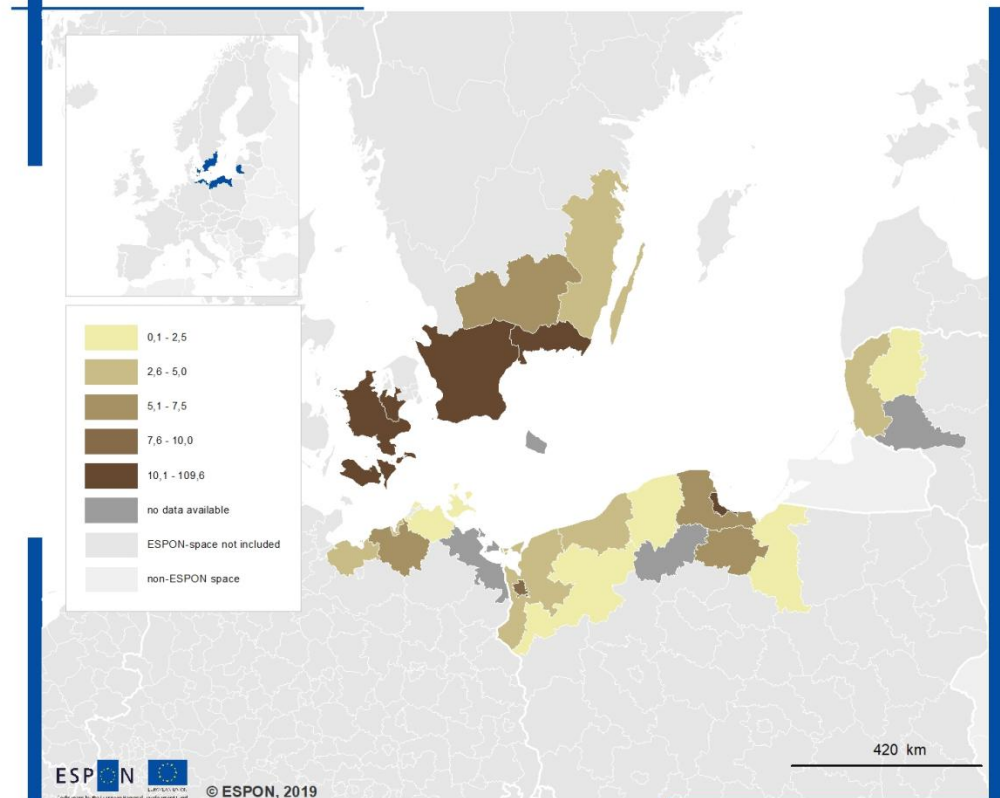 0,1 - 2,5
2,6 - 5,0
5,1 - 7,5
7,6 - 10,0
10,1 - 109,6
no data available
ESPON-space not included
non-ESPON space
420 km
ESPON
© ESPON, 2019